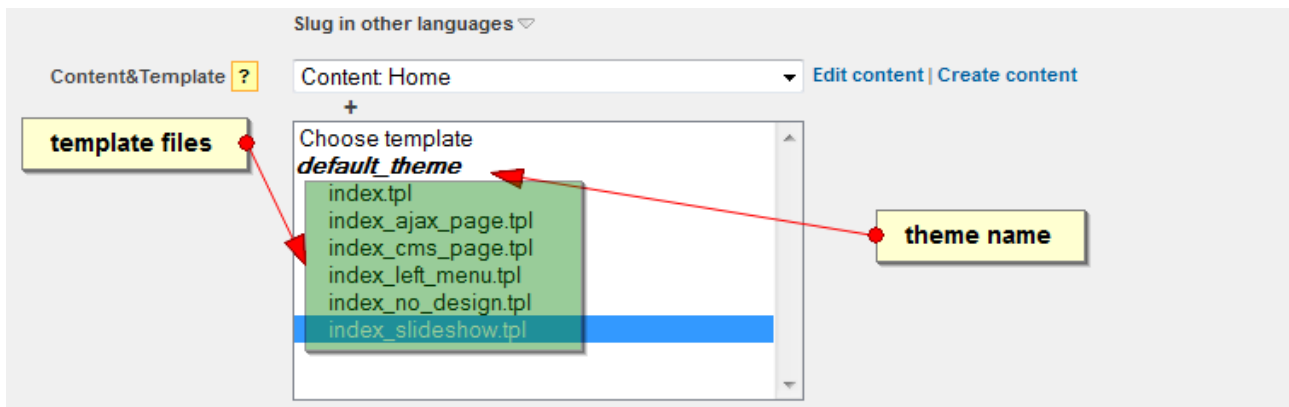 Slug in other languages
Content&Template ? Content: Home Edit content | Create content
+
template files
Choose template
default_theme
index.tpl
index_ajax_page.tpl
theme name
index_cms_page.tpl
index_left_menu.tpl
index_no_design.tpl
index_slideshow.tpl